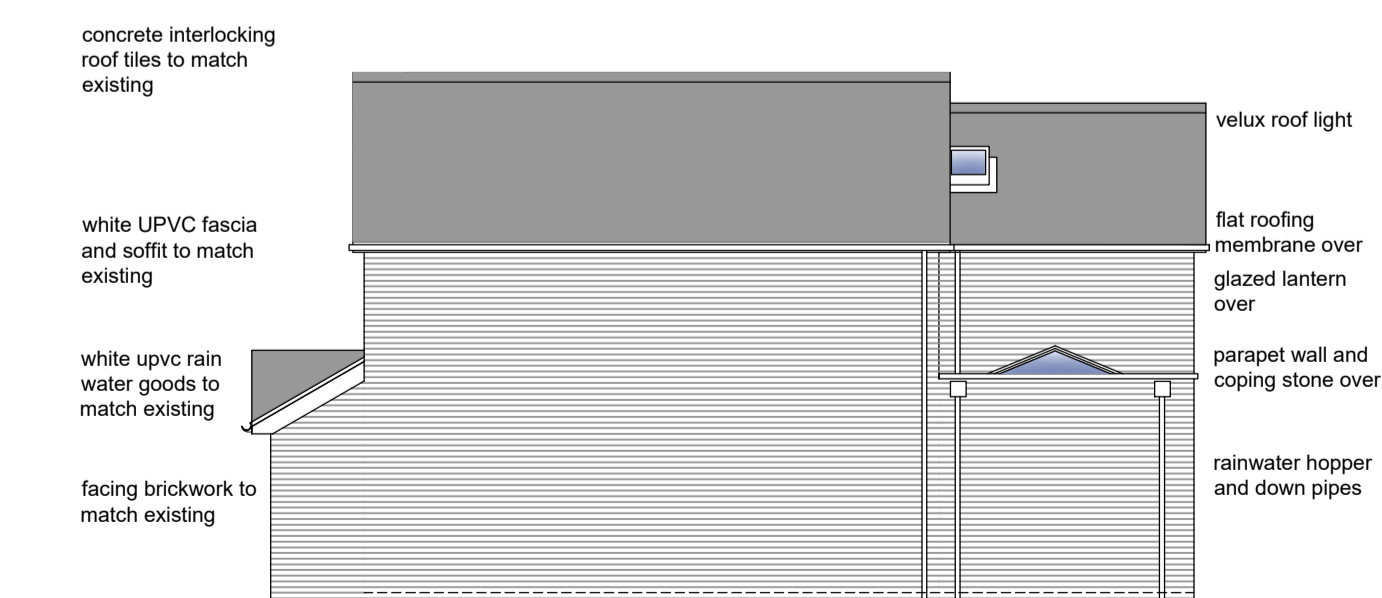 concrete interlocking
roof tiles to match
existing
white UPVC fascia
and soffit to match
existing
white upvc rain
water goods to
match existing
facing brickwork to
match existing
velux roof light
flat roofing
membrane over
glazed lantern
over
parapet wall and
coping stone over
rainwater hopper
and down pipes